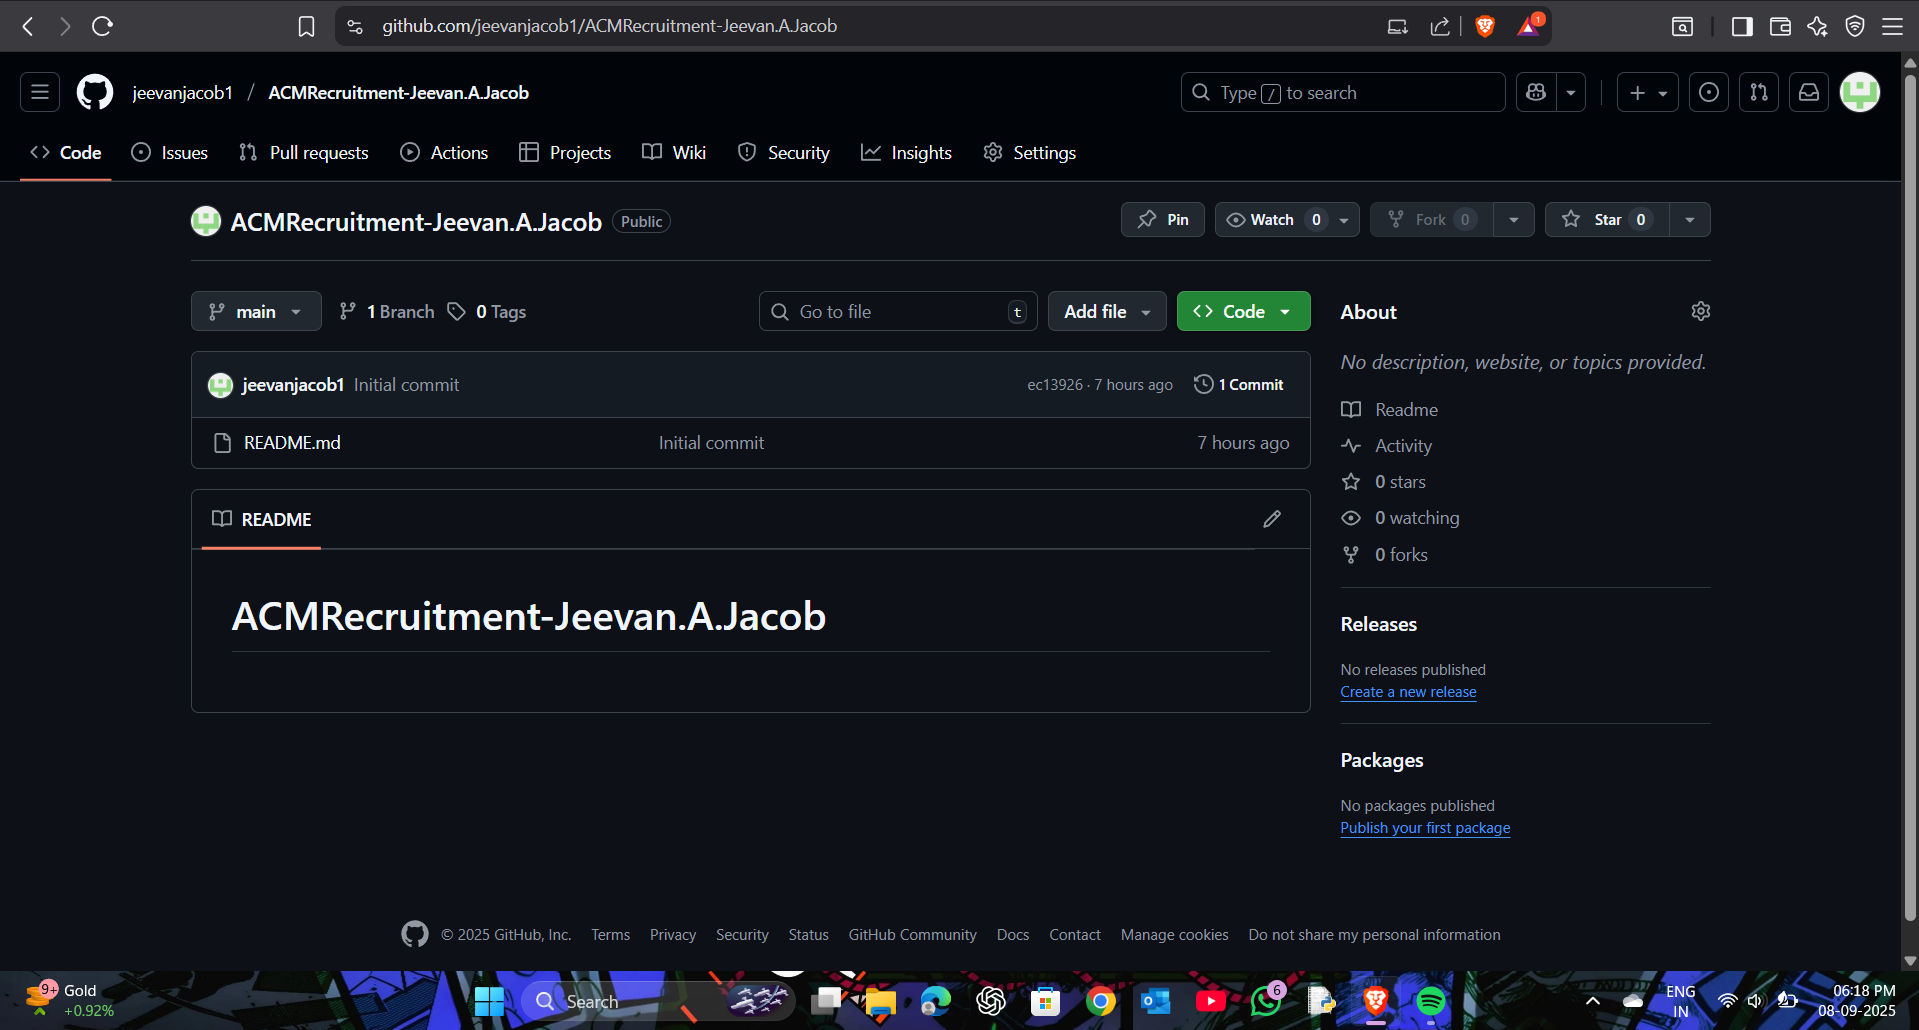 github.com/jeevanjacob1/ACMRecruitment-Jeevan.A.Jacob
1
jeevanjacob1 / ACMRecruitment-Jeevan.A.Jacob
Type / to search
Code Issues Pull requests Actions Projects Wiki Security Insights Settings
ACMRecruitment-Jeevan.A.Jacob Public
Pin Watch 0 Fork 0 Star 0
main 1 Branch 0 Tags Go to file t Add file Code
jeevanjacob1 Initial commit ec13926 · 7 hours ago 1 Commit
README.md Initial commit 7 hours ago
README
ACMRecruitment-Jeevan.A.Jacob
About
No description, website, or topics provided.
Readme
Activity
0 stars
0 watching
0 forks
Releases
No releases published
Create a new release
Packages
No packages published
Publish your first package
© 2025 GitHub, Inc. Terms Privacy Security Status GitHub Community Docs Contact Manage cookies Do not share my personal information
9+ Gold
+0.92%
Search
6
ENG
IN
06:18 PM
08-09-2025